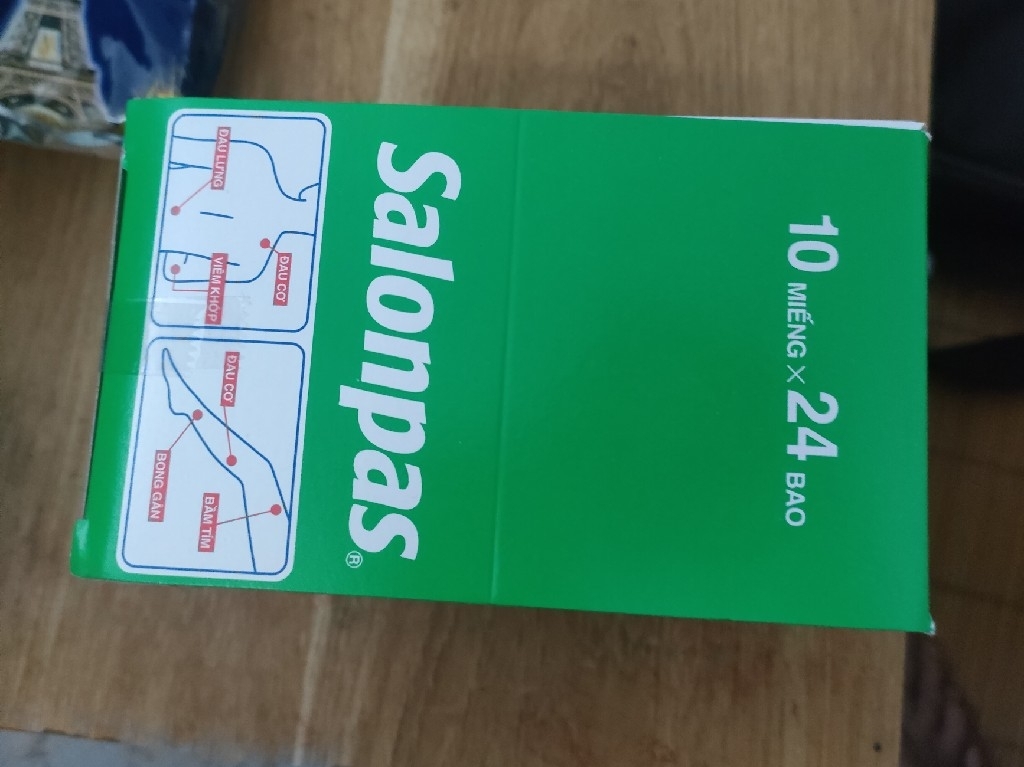 10 MIẾNG × 24 BAO
Salonpas®
ĐAU CƠ
ĐAU LƯNG
VIÊM KHỚP
ĐAU CƠ
BẦM TÍM
BONG GÂN